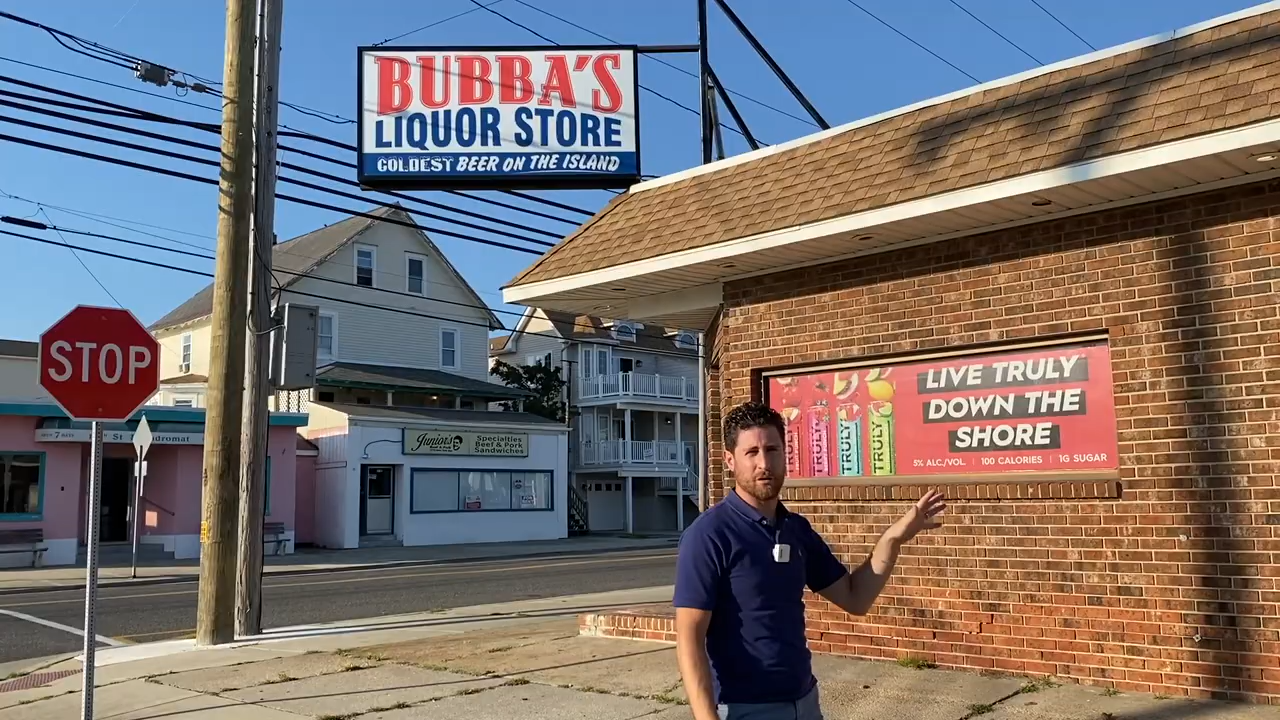 BUBBA'S
LIQUOR STORE
COLDEST BEER ON THE ISLAND
STOP
Junior's
Specialties
Beef & Pork
Sandwiches
LIVE TRULY
DOWN THE
SHORE
5% ALC./VOL. | 100 CALORIES | 1G SUGAR
TRULY
TRULY
TRULY
TRULY